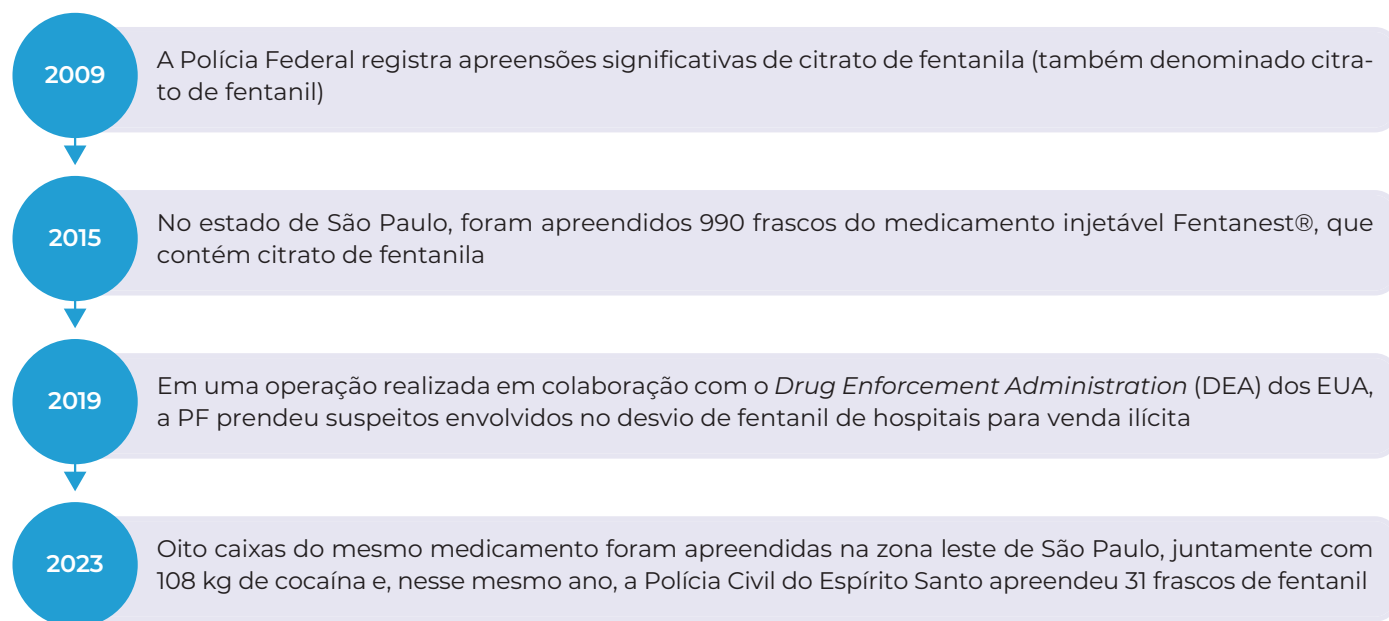 2009
A Polícia Federal registra apreensões significativas de citrato de fentanila (também denominado citra-
to de fentanil)
2015
No estado de São Paulo, foram apreendidos 990 frascos do medicamento injetável Fentanest®, que
contém citrato de fentanila
2019
Em uma operação realizada em colaboração com o Drug Enforcement Administration (DEA) dos EUA,
a PF prendeu suspeitos envolvidos no desvio de fentanil de hospitais para venda ilícita
2023
Oito caixas do mesmo medicamento foram apreendidas na zona leste de São Paulo, juntamente com
108 kg de cocaína e, nesse mesmo ano, a Polícia Civil do Espírito Santo apreendeu 31 frascos de fentanil